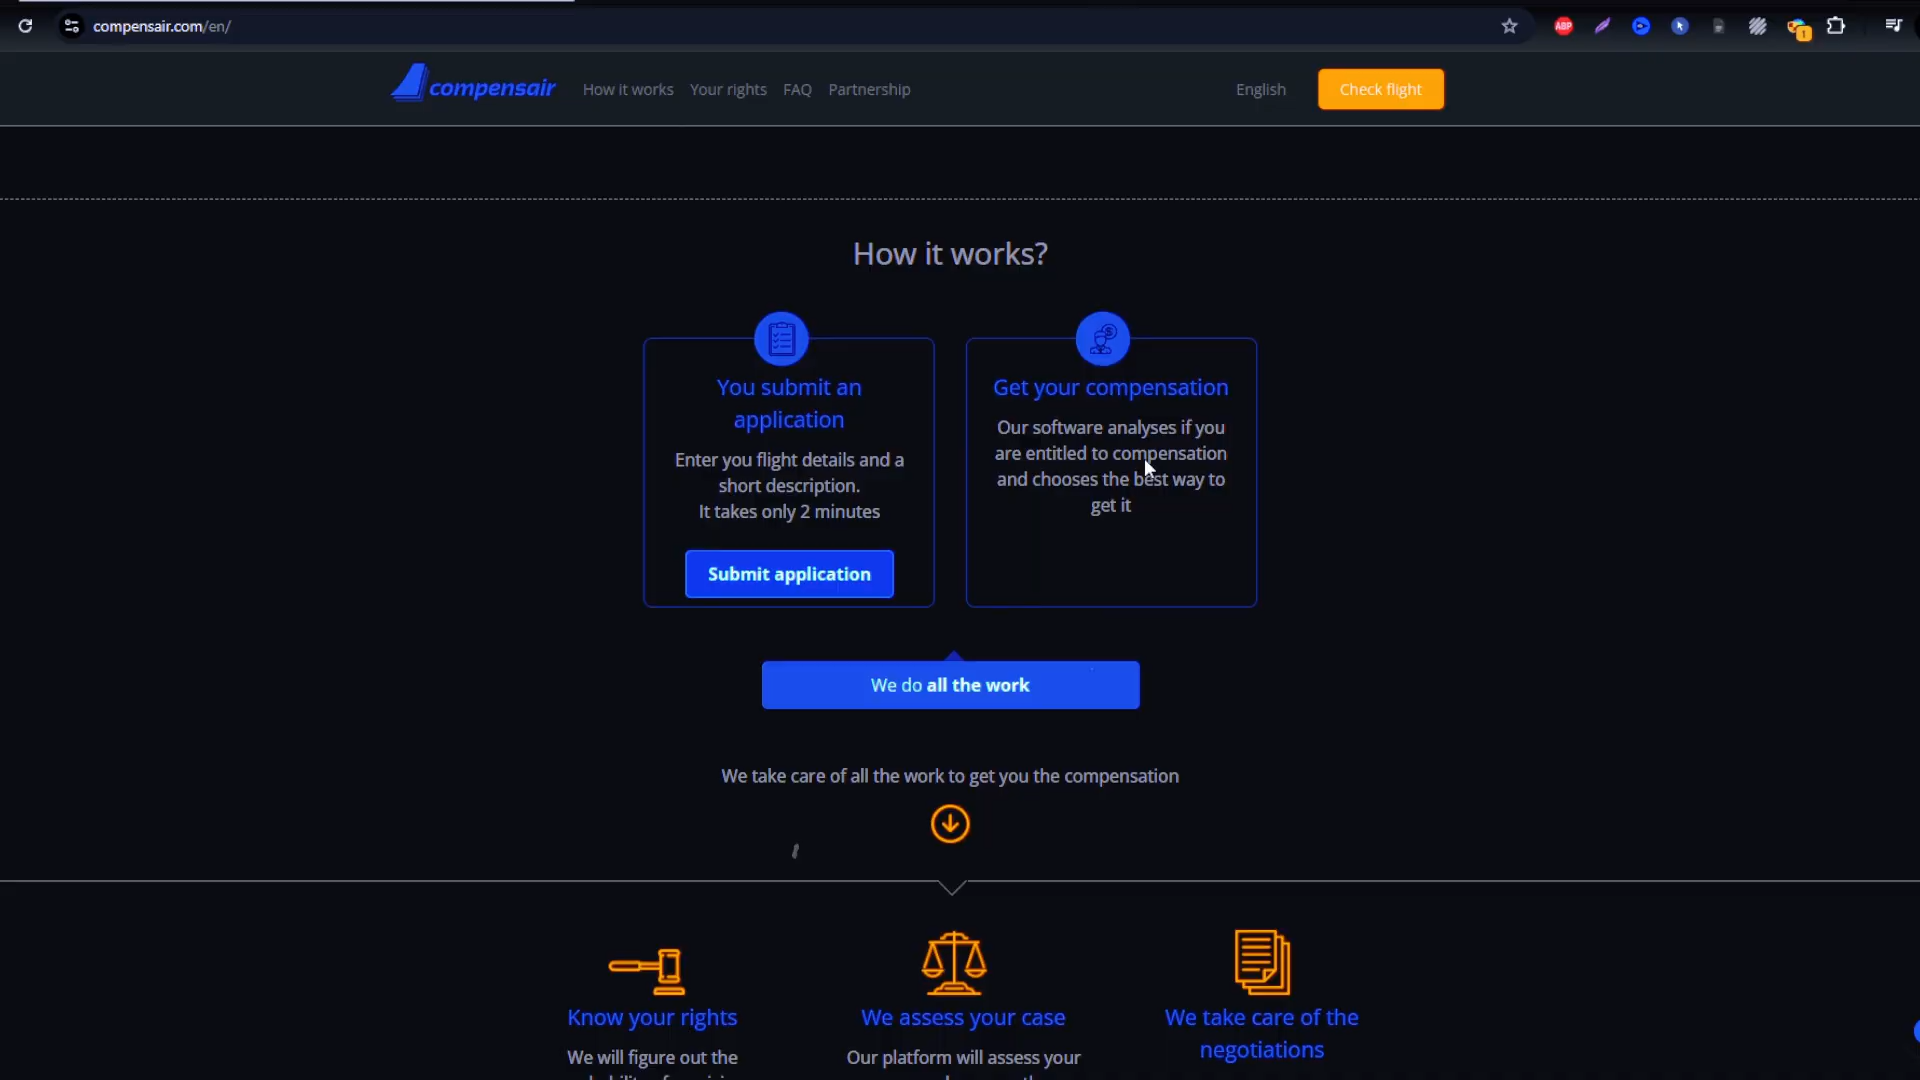 compensair.com/en/
ABP
1
compensair
How it works
Your rights
FAQ
Partnership
English
Check flight
How it works?
You submit an
application
Enter you flight details and a
short description.
It takes only 2 minutes
Submit application
Get your compensation
Our software analyses if you
are entitled to compensation
and chooses the best way to
get it
We do all the work
We take care of all the work to get you the compensation
Know your rights
We will figure out the
We assess your case
Our platform will assess your
We take care of the
negotiations